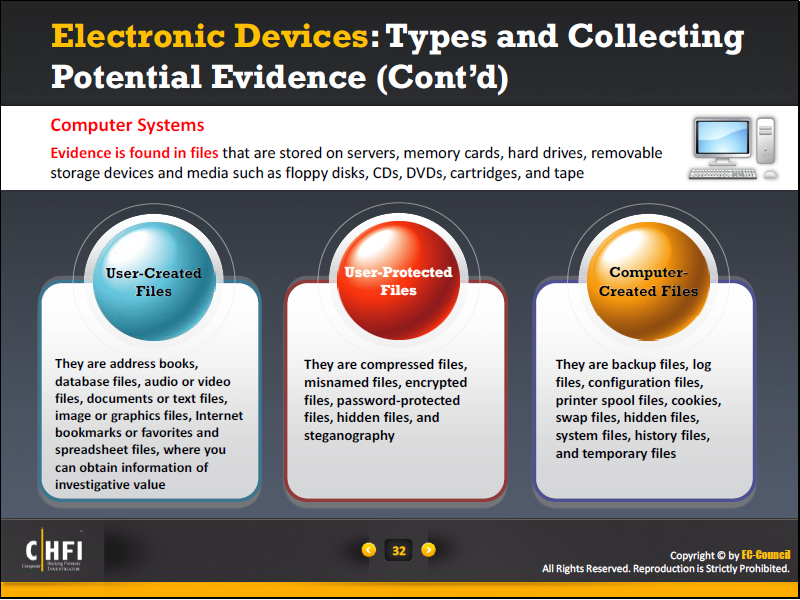 Electronic Devices: Types and Collecting
Potential Evidence (Cont’d)
Computer Systems
Evidence is found in files that are stored on servers, memory cards, hard drives, removable
storage devices and media such as floppy disks, CDs, DVDs, cartridges, and tape
User-Created
Files
They are address books,
database files, audio or video
files, documents or text files,
image or graphics files, Internet
bookmarks or favorites and
spreadsheet files, where you
can obtain information of
investigative value
User-Protected
Files
They are compressed files,
misnamed files, encrypted
files, password-protected
files, hidden files, and
steganography
Computer-
Created Files
They are backup files, log
files, configuration files,
printer spool files, cookies,
swap files, hidden files,
system files, history files,
and temporary files
CHFI
Computer Hacking Forensic
INVESTIGATOR
32
Copyright © by EC-Council
All Rights Reserved. Reproduction is Strictly Prohibited.